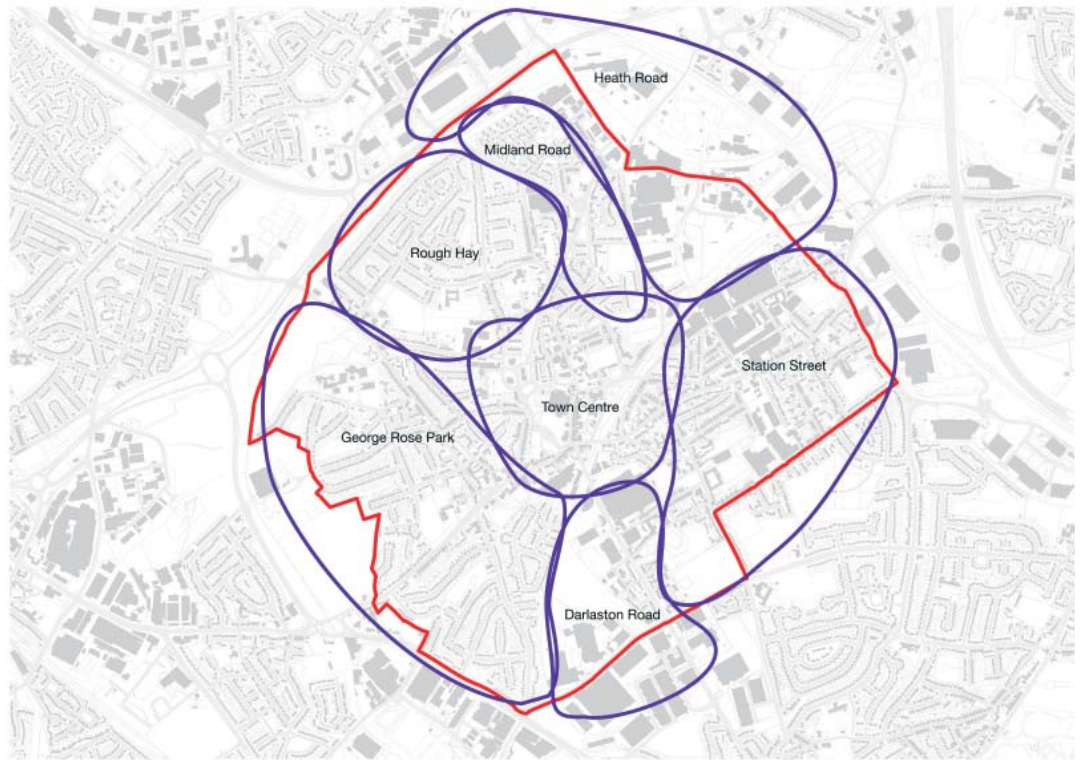 Heath Road
Midland Road
Rough Hay
Station Street
Town Centre
George Rose Park
Darlaston Road